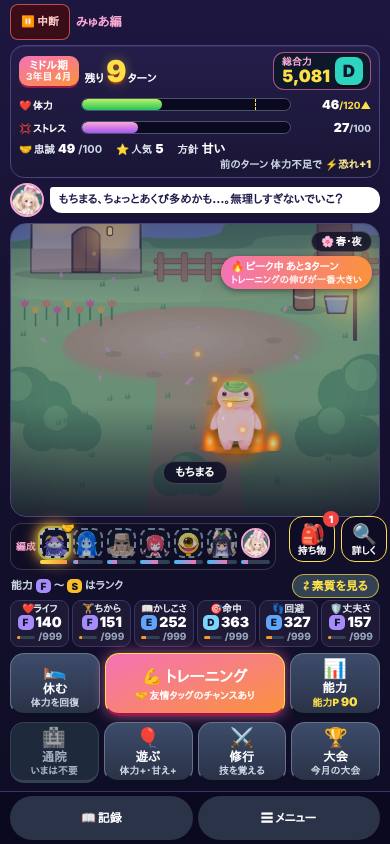 ⏸ 中断 みゅあ編
ミドル期
3年目 4月
残り9ターン
総合力
5,081 D
❤️体力 46/120▲
💢ストレス 27/100
🤝忠誠 49 /100 ⭐人気 5 方針 甘い
前のターン 体力不足で ⚡恐れ+1
もちまる、ちょっとあくび多めかも…。無理しすぎないでいこ?
🌸春・夜
🔥ピーク中 あと3ターン
トレーニングの伸びが一番大きい
もちまる
編成
1
持ち物
詳しく
能力 F ～ S はランク
⇄素質を見る
❤️ライフ 🏋ちから 📖かしこさ 🎯命中 👣回避 🛡丈夫さ
F 140 F 151 E 252 D 363 E 327 F 157
/999 /999 /999 /999 /999 /999
休む
体力を回復
💪トレーニング
🤝友情タッグのチャンスあり
能力
能力P 90
通院
いまは不要
遊ぶ
体力+・甘え+
修行
技を覚える
大会
今月の大会
📖記録
☰メニュー